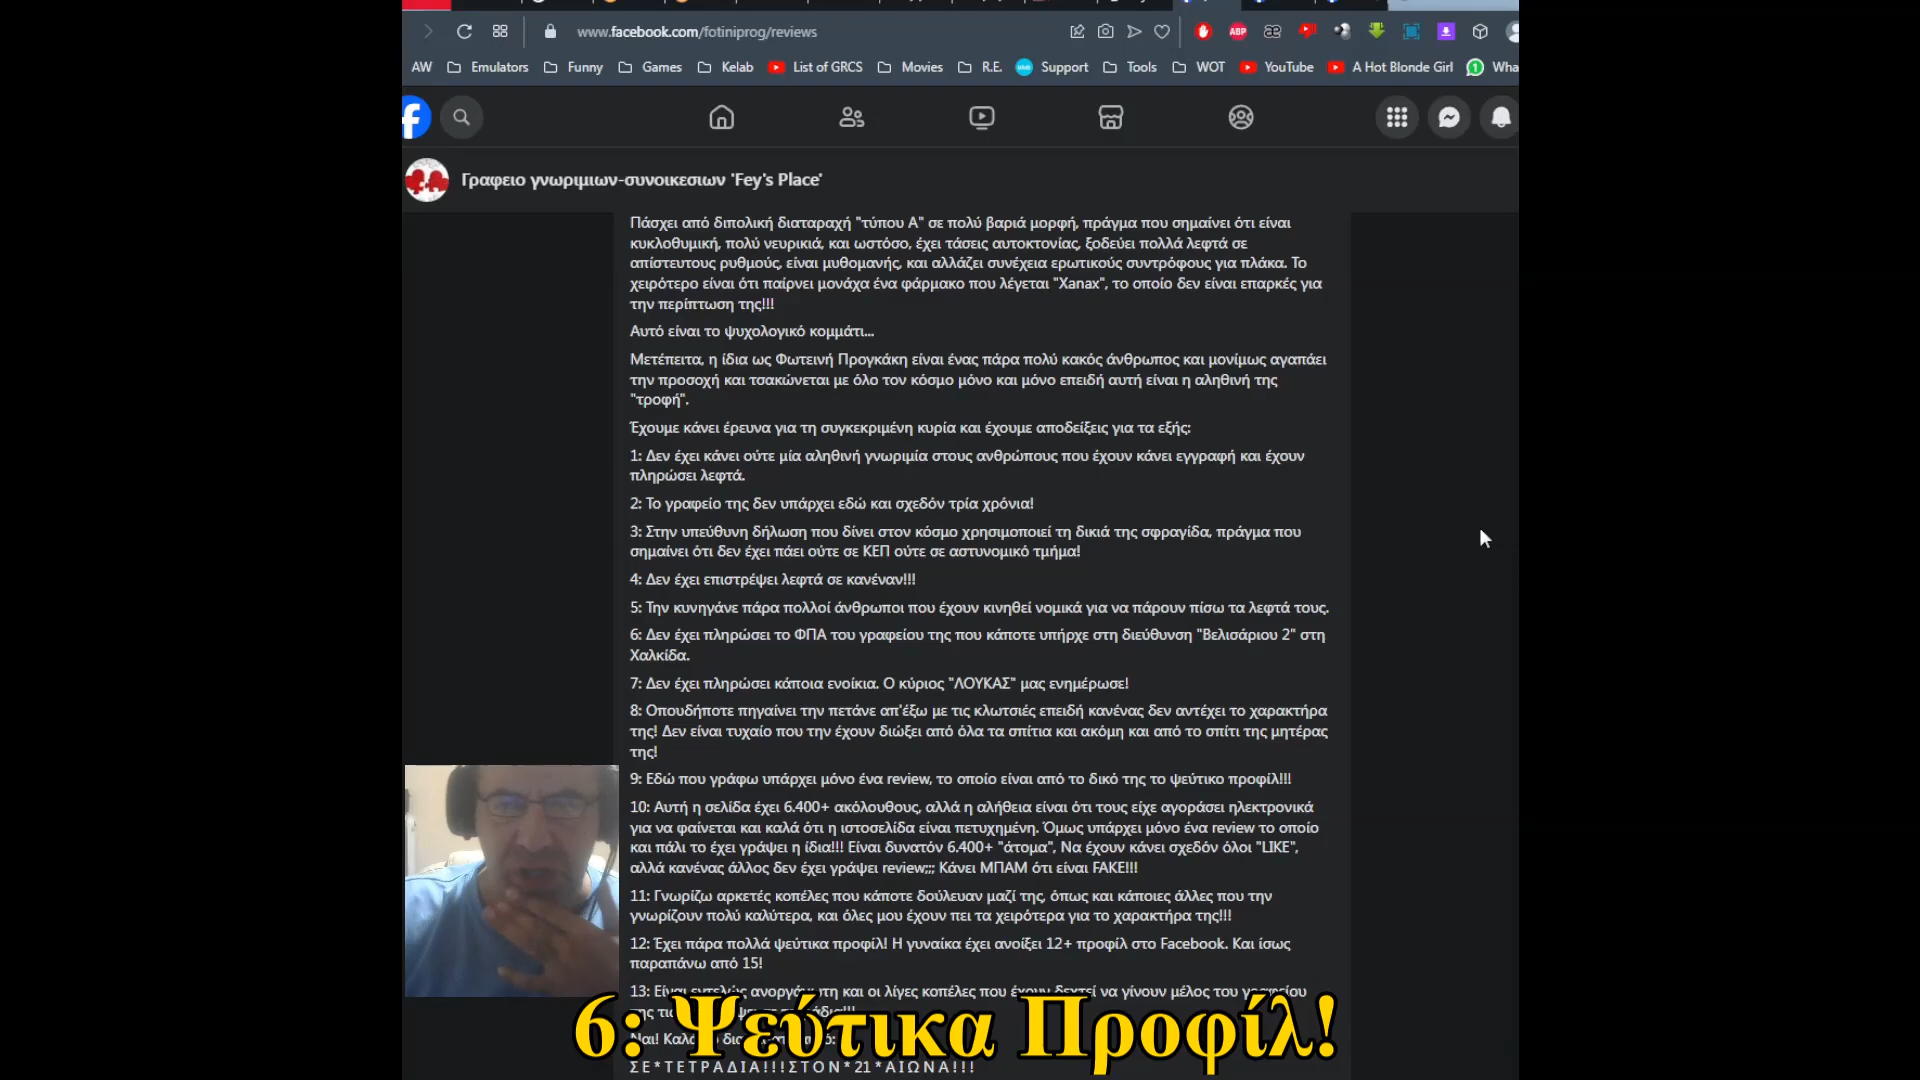 www.facebook.com/fotiniprog/reviews
AW Emulators Funny Games Kelab List of GRCS Movies R.E. Support Tools WOT YouTube A Hot Blonde Girl
Γραφειο γνωριμιων-συνοικεσιων 'Fey's Place'
Πάσχει από διπολική διαταραχή "τύπου Α" σε πολύ βαριά μορφή, πράγμα που σημαίνει ότι είναι
κυκλοθυμική, πολύ νευρικιά, και ωστόσο, έχει τάσεις αυτοκτονίας, ξοδεύει πολλά λεφτά σε
απίστευτους ρυθμούς, είναι μυθομανής, και αλλάζει συνέχεια ερωτικούς συντρόφους για πλάκα. Το
χειρότερο είναι ότι παίρνει μονάχα ένα φάρμακο που λέγεται "Xanax", το οποίο δεν είναι επαρκές για
την περίπτωση της!!!
Αυτό είναι το ψυχολογικό κομμάτι...
Μετέπειτα, η ίδια ως Φωτεινή Προγκάκη είναι ένας πάρα πολύ κακός άνθρωπος και μονίμως αγαπάει
την προσοχή και τσακώνεται με όλο τον κόσμο μόνο και μόνο επειδή αυτή είναι η αληθινή της
"τροφή".
Έχουμε κάνει έρευνα για τη συγκεκριμένη κυρία και έχουμε αποδείξεις για τα εξής:
1: Δεν έχει κάνει ούτε μία αληθινή γνωριμία στους ανθρώπους που έχουν κάνει εγγραφή και έχουν
πληρώσει λεφτά.
2: Το γραφείο της δεν υπάρχει εδώ και σχεδόν τρία χρόνια!
3: Στην υπεύθυνη δήλωση που δίνει στον κόσμο χρησιμοποιεί τη δικιά της σφραγίδα, πράγμα που
σημαίνει ότι δεν έχει πάει ούτε σε ΚΕΠ ούτε σε αστυνομικό τμήμα!
4: Δεν έχει επιστρέψει λεφτά σε κανέναν!!!
5: Την κυνηγάνε πάρα πολλοί άνθρωποι που έχουν κινηθεί νομικά για να πάρουν πίσω τα λεφτά τους.
6: Δεν έχει πληρώσει το ΦΠΑ του γραφείου της που κάποτε υπήρχε στη διεύθυνση "Βελισάριου 2" στη
Χαλκίδα.
7: Δεν έχει πληρώσει κάποια ενοίκια. Ο κύριος "ΛΟΥΚΑΣ" μας ενημέρωσε!
8: Οπουδήποτε πηγαίνει την πετάνε απ'έξω με τις κλωτσιές επειδή κανένας δεν αντέχει το χαρακτήρα
της! Δεν είναι τυχαίο που την έχουν διώξει από όλα τα σπίτια και ακόμη και από το σπίτι της μητέρας
της!
9: Εδώ που γράφω υπάρχει μόνο ένα review, το οποίο είναι από το δικό της το ψεύτικο προφίλ!!!
10: Αυτή η σελίδα έχει 6.400+ ακόλουθους, αλλά η αλήθεια είναι ότι τους είχε αγοράσει ηλεκτρονικά
για να φαίνεται και καλά ότι η ιστοσελίδα είναι πετυχημένη. Όμως υπάρχει μόνο ένα review το οποίο
και πάλι το έχει γράψει η ίδια!!! Είναι δυνατόν 6.400+ "άτομα", Να έχουν κάνει σχεδόν όλοι "LIKE",
αλλά κανένας άλλος δεν έχει γράψει review;;; Κάνει ΜΠΑΜ ότι είναι FAKE!!!
11: Γνωρίζω αρκετές κοπέλες που κάποτε δούλευαν μαζί της, όπως και κάποιες άλλες που την
γνωρίζουν πολύ καλύτερα, και όλες μου έχουν πει τα χειρότερα για το χαρακτήρα της!!!
12: Έχει πάρα πολλά ψεύτικα προφίλ! Η γυναίκα έχει ανοίξει 12+ προφίλ στο Facebook. Και ίσως
παραπάνω από 15!
13: Είναι εντελώς ανοργάνωτη και οι λίγες κοπέλες που έχουν δεχτεί να γίνουν μέλος του γραφείου
6: Ψεύτικα Προφίλ!
Σ Ε * Τ Ε Τ Ρ Α Δ Ι Α ! ! ! Σ Τ Ο Ν * 21 * Α Ι Ω Ν Α ! ! !